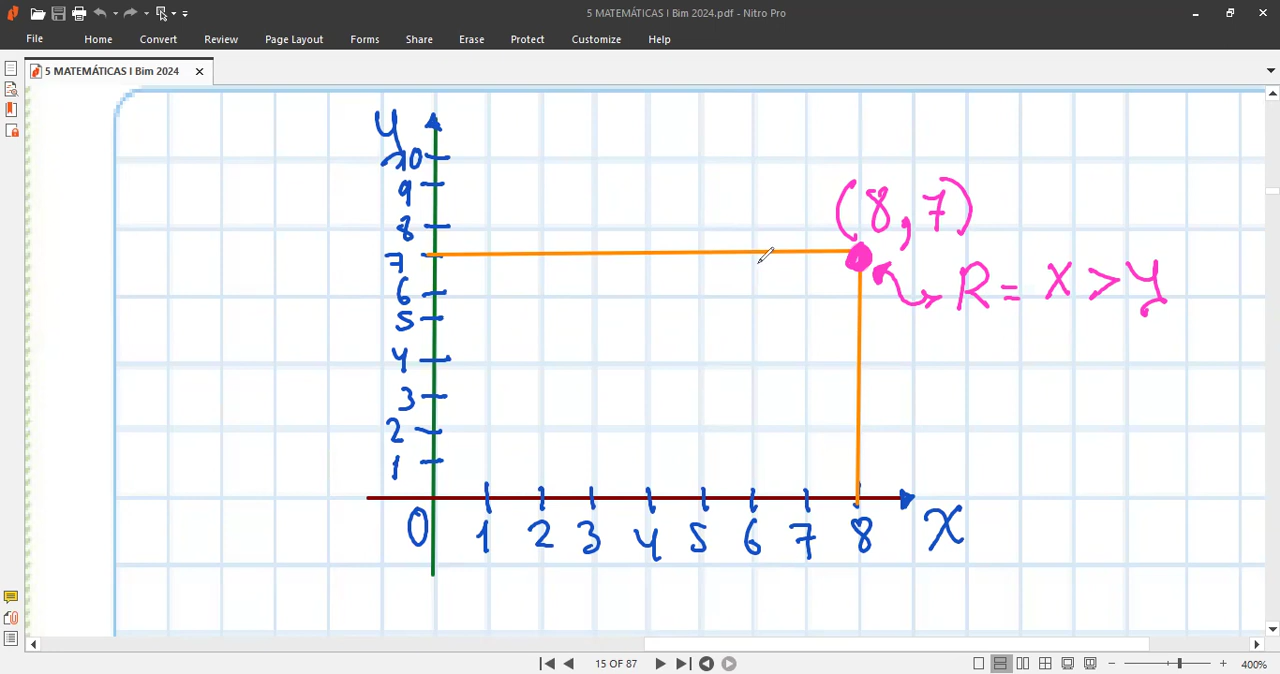 5 MATEMÁTICAS I Bim 2024.pdf - Nitro Pro
File Home Convert Review Page Layout Forms Share Erase Protect Customize Help
5 MATEMÁTICAS I Bim 2024
y
10
9
8
7
6
5
4
3
2
1
(8,7)
R = x > y
0 1 2 3 4 5 6 7 8 x
15 OF 87
400%